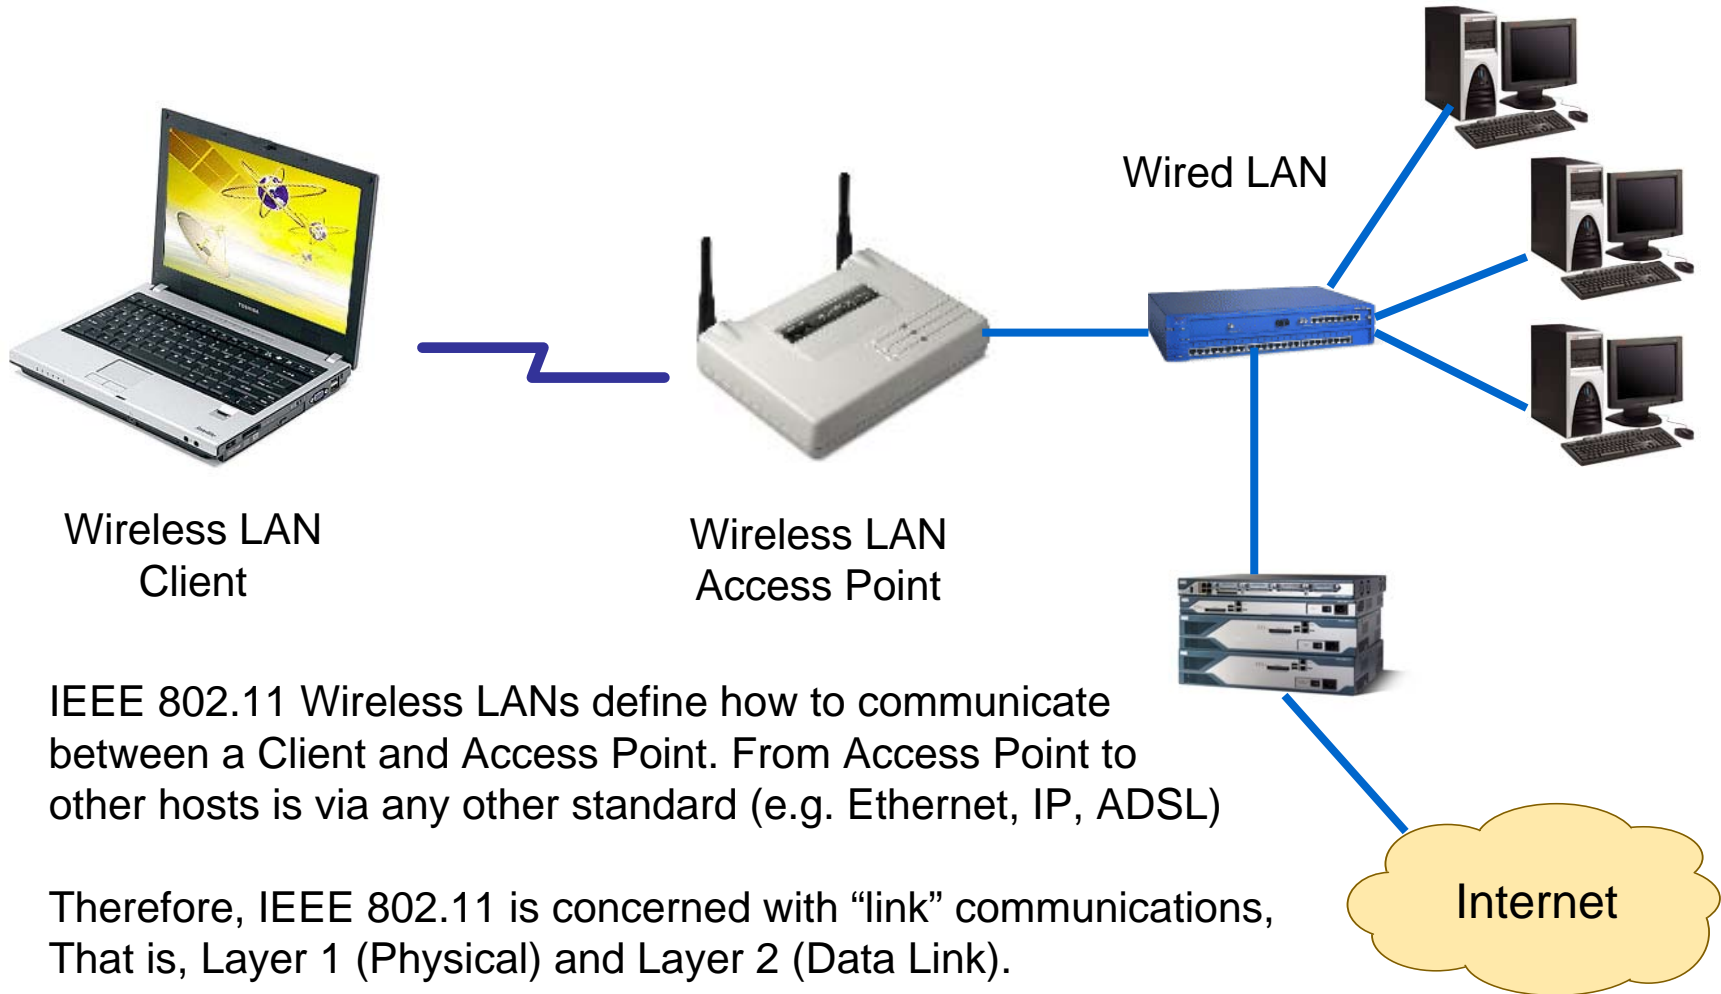 Wired LAN
TOSHIBA
Wireless LAN
Client
Wireless LAN
Access Point
IEEE 802.11 Wireless LANs define how to communicate
between a Client and Access Point. From Access Point to
other hosts is via any other standard (e.g. Ethernet, IP, ADSL)
Therefore, IEEE 802.11 is concerned with “link” communications,
That is, Layer 1 (Physical) and Layer 2 (Data Link).
Internet